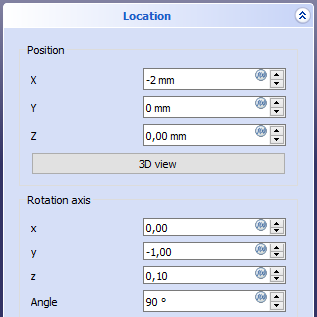 Location
Position
X -2 mm
Y 0 mm
Z 0,00 mm
3D view
Rotation axis
x 0,00
y -1,00
z 0,10
Angle 90 °